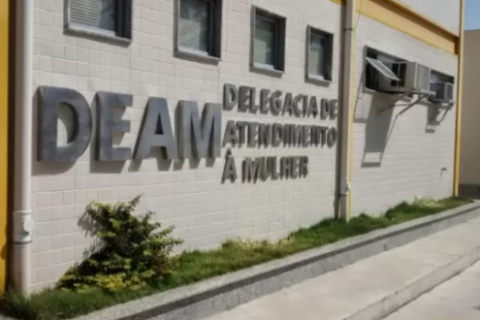 DEAM
DELEGACIA DE
ATENDIMENTO
À MULHER